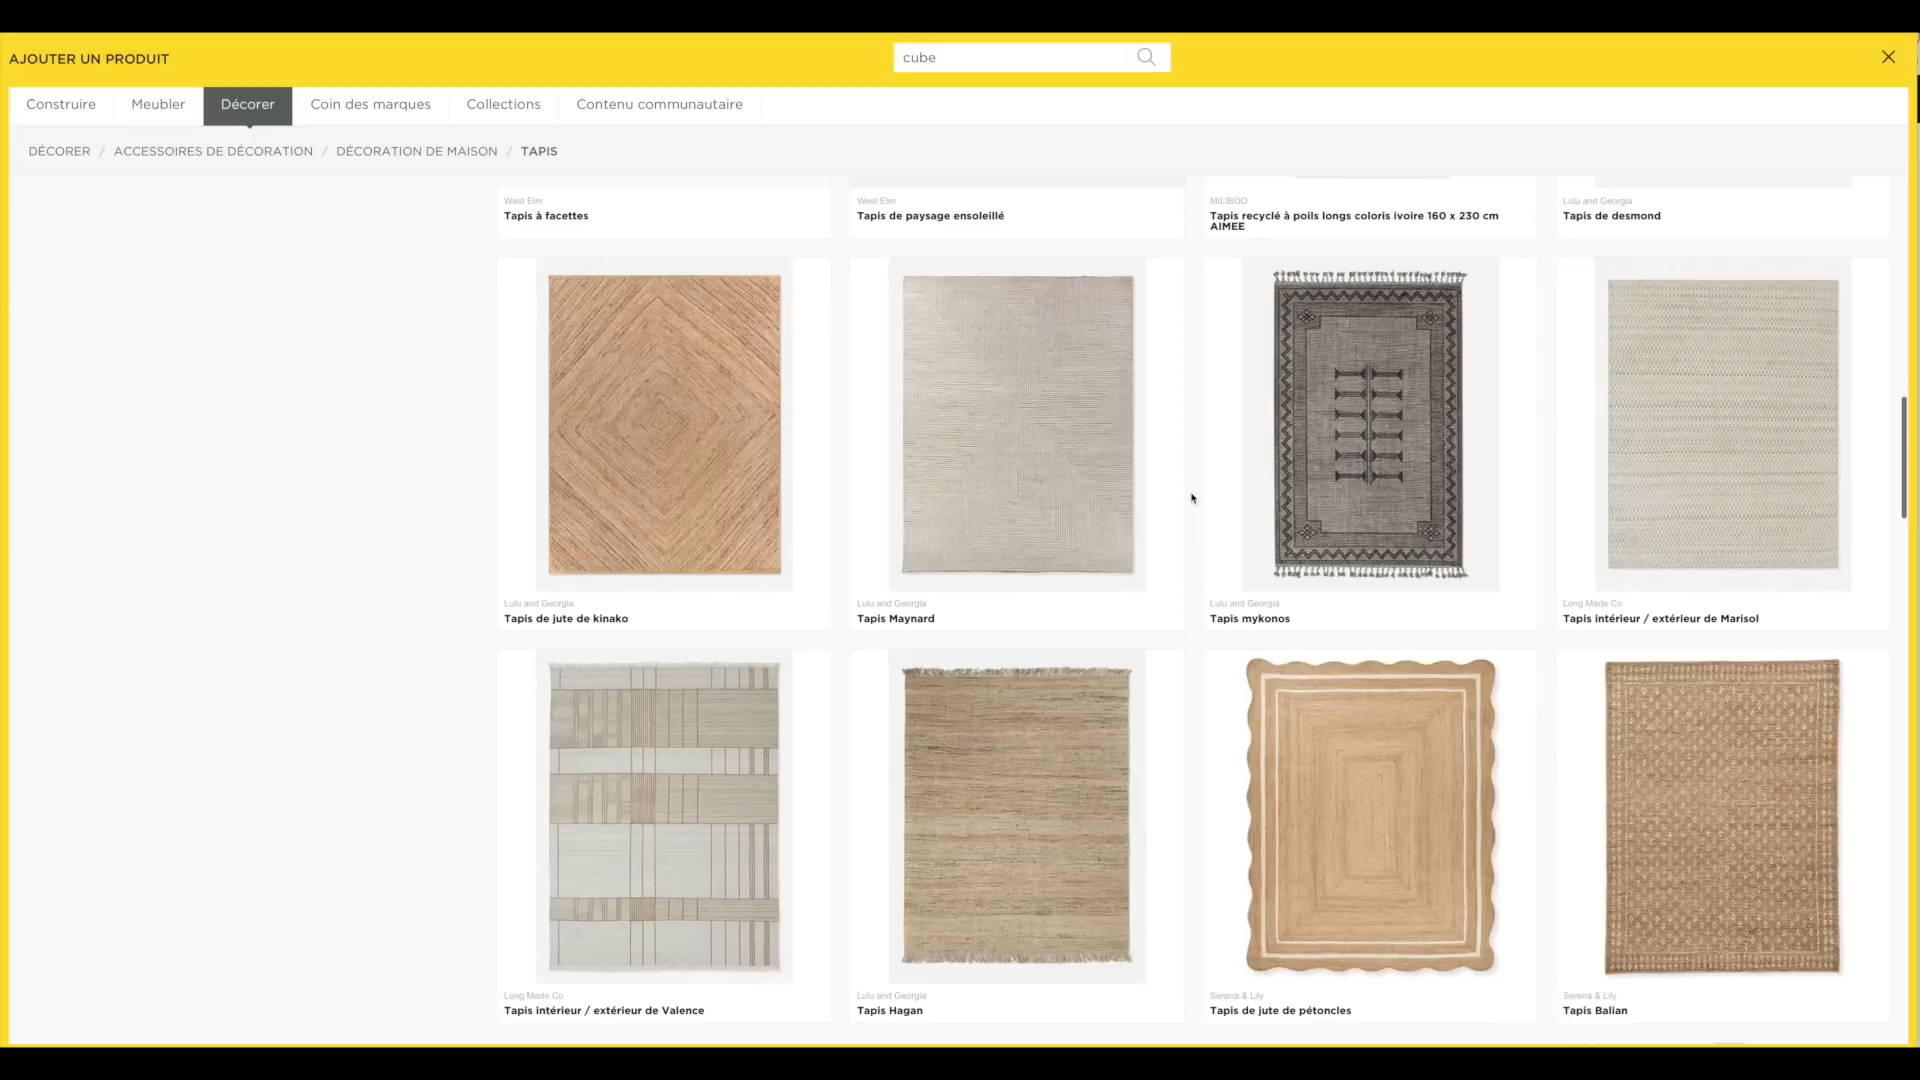 AJOUTER UN PRODUIT
cube
Construire
Meubler
Décorer
Coin des marques
Collections
Contenu communautaire
DÉCORER / ACCESSOIRES DE DÉCORATION / DÉCORATION DE MAISON / TAPIS
West Elm
Tapis à facettes
West Elm
Tapis de paysage ensoleillé
MILIBOO
Tapis recyclé à poils longs coloris ivoire 160 x 230 cm
AIMEE
Lulu and Georgia
Tapis de desmond
Lulu and Georgia
Tapis de jute de kinako
Lulu and Georgia
Tapis Maynard
Lulu and Georgia
Tapis mykonos
Long Made Co
Tapis intérieur / extérieur de Marisol
Long Made Co
Tapis intérieur / extérieur de Valence
Lulu and Georgia
Tapis Hagan
Serena & Lily
Tapis de jute de pétoncles
Serena & Lily
Tapis Balian